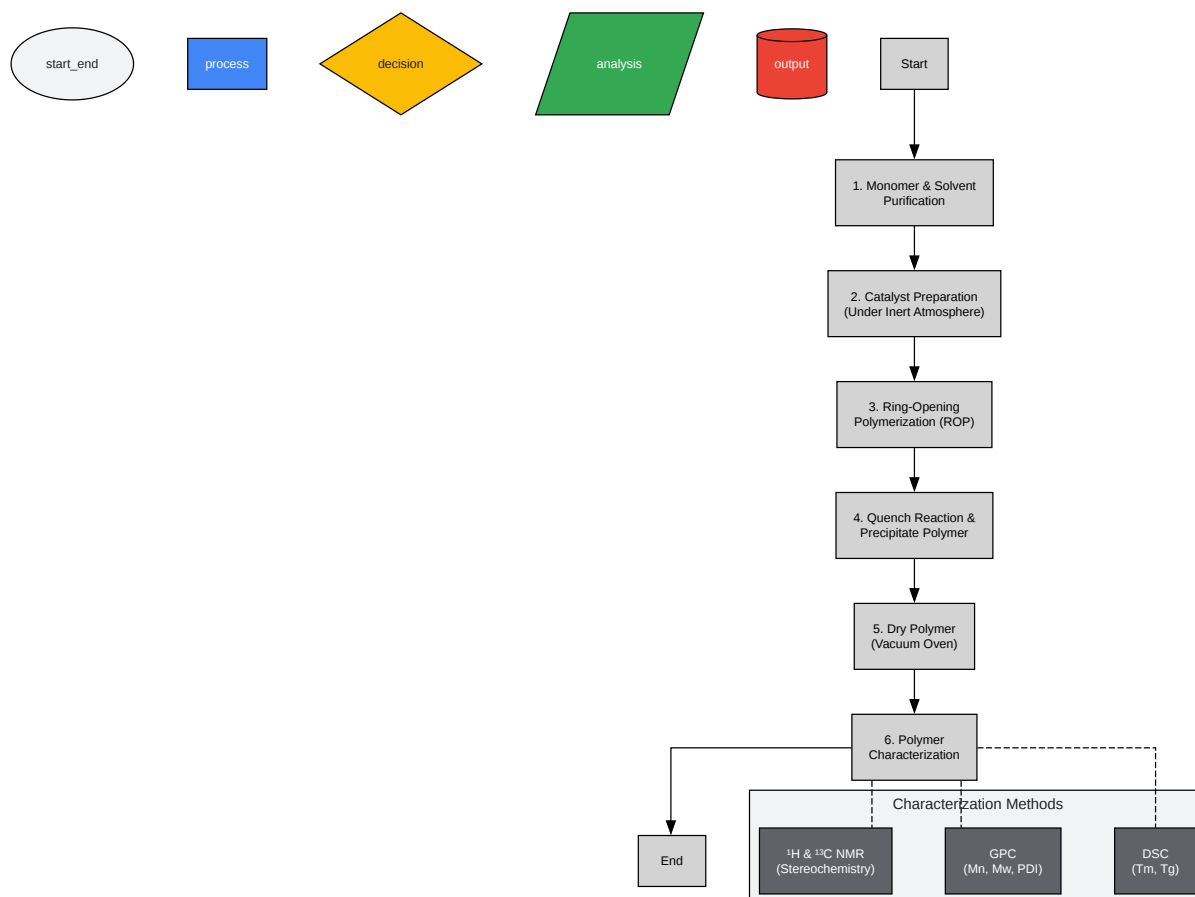 start_end
process
decision
analysis
output
Start
1. Monomer & Solvent
Purification
2. Catalyst Preparation
(Under Inert Atmosphere)
3. Ring-Opening
Polymerization (ROP)
4. Quench Reaction &
Precipitate Polymer
5. Dry Polymer
(Vacuum Oven)
6. Polymer
Characterization
Characterization Methods
End
¹H & ¹³C NMR
(Stereochemistry)
GPC
(Mn, Mw, PDI)
DSC
(Tm, Tg)